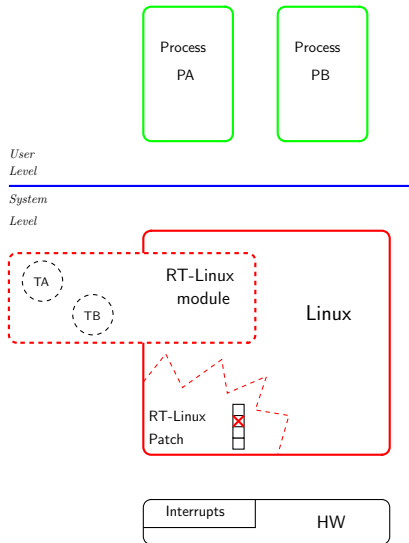 Process
PA
Process
PB
User
Level
System
Level
TA
TB
RT-Linux
module
Linux
RT-Linux
Patch
Interrupts
HW